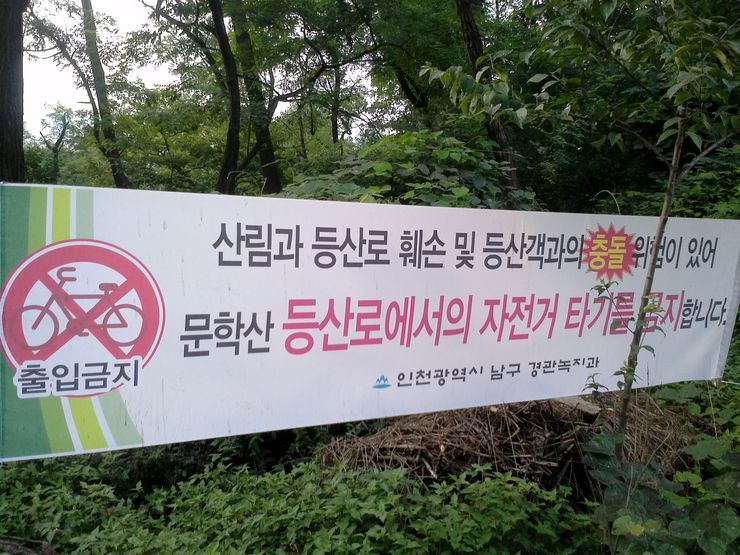 산림과 등산로 훼손 및 등산객과의 충돌 위험이 있어
문학산 등산로에서의 자전거 타기를 금지합니다.
출입금지
인천광역시 남구 경관녹지과